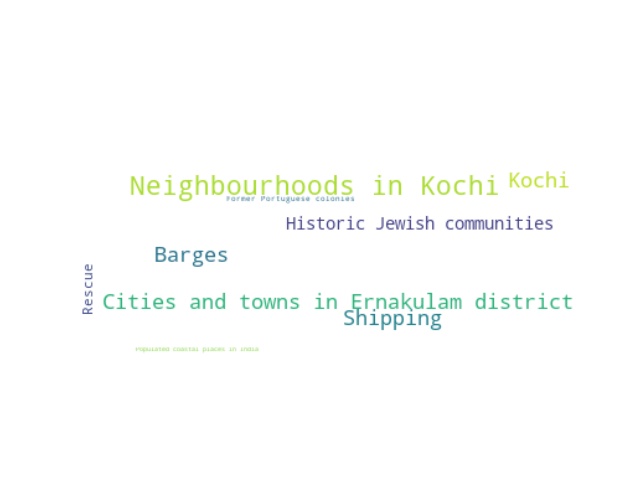 Neighbourhoods in Kochi
Kochi
Former Portuguese colonies
Historic Jewish communities
Barges
Rescue
Cities and towns in Ernakulam district
Shipping
Populated coastal places in India